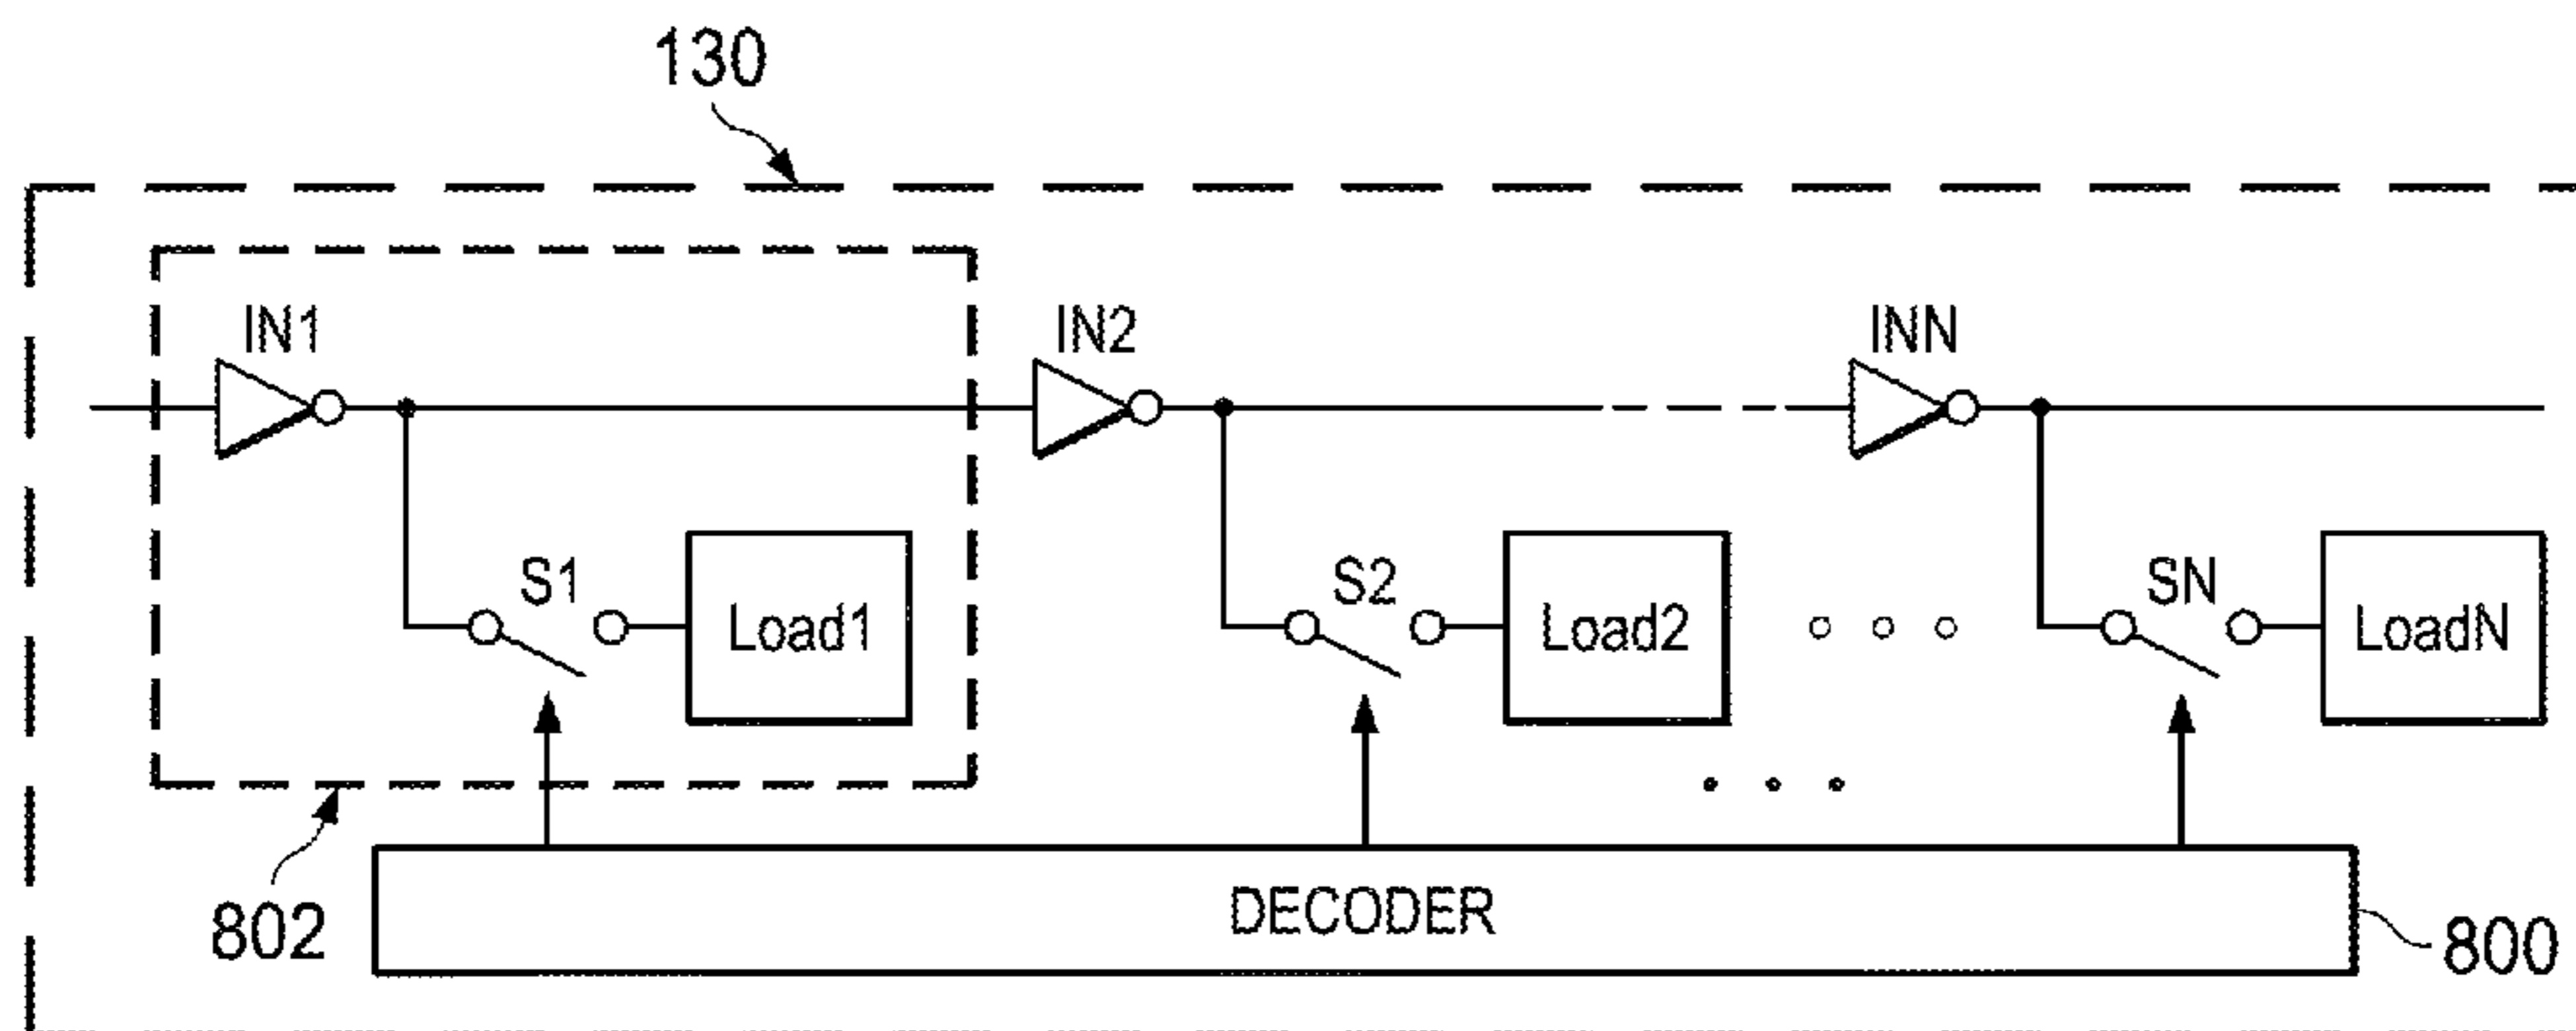 130
IN1 IN2 INN
S1 S2 SN
Load1 Load2 LoadN
802
DECODER
800